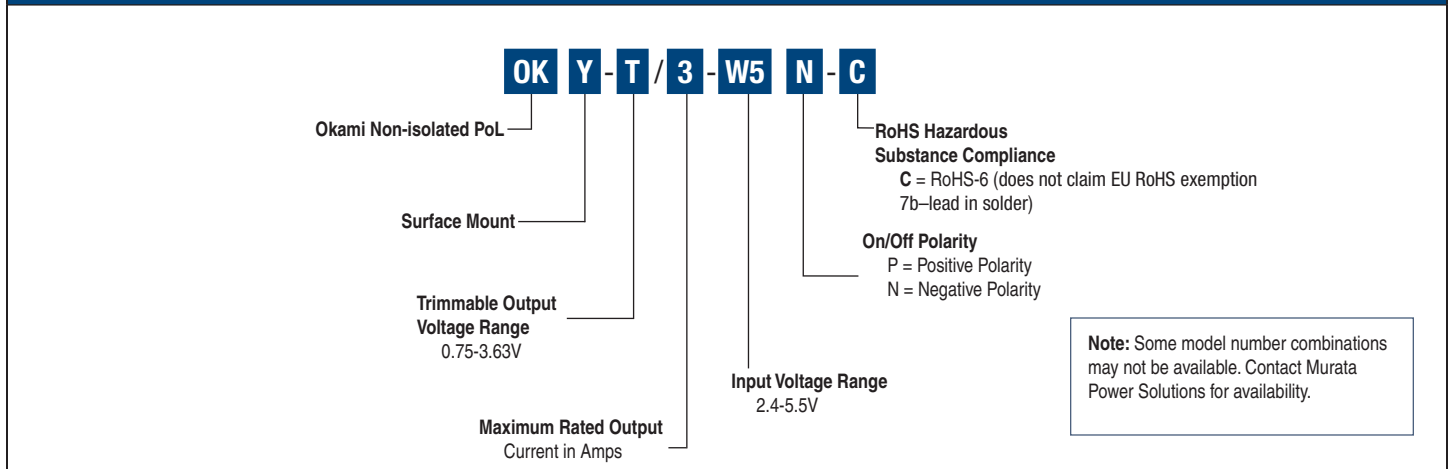 OK Y - T / 3 - W5 N - C
Okami Non-isolated PoL
Surface Mount
Trimmable Output
Voltage Range
0.75-3.63V
Maximum Rated Output
Current in Amps
Input Voltage Range
2.4-5.5V
On/Off Polarity
P = Positive Polarity
N = Negative Polarity
RoHS Hazardous
Substance Compliance
C = RoHS-6 (does not claim EU RoHS exemption
7b–lead in solder)
Note: Some model number combinations
may not be available. Contact Murata
Power Solutions for availability.